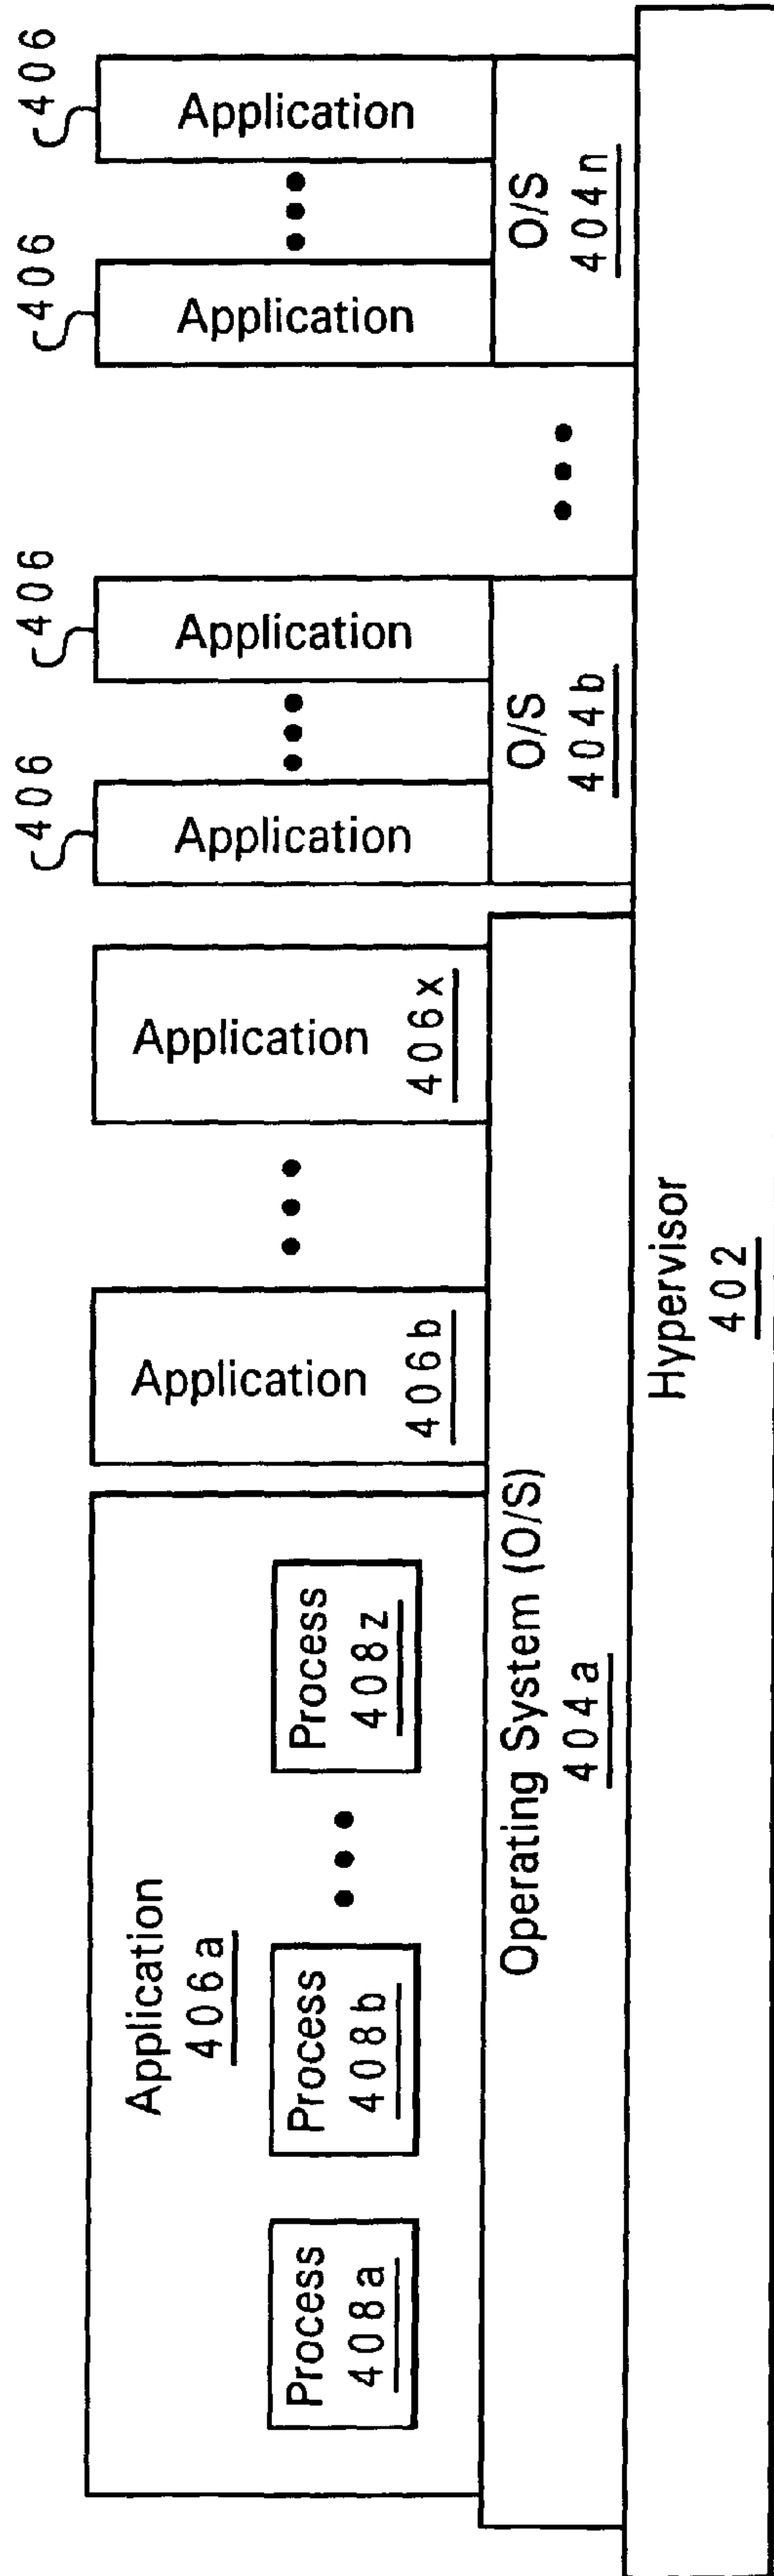 Application
406a
Process
408a
Process
408b
Process
408z
Application
406b
Application
406x
406
Application
406
Application
406
Application
406
Application
Operating System (O/S)
404a
O/S
404b
O/S
404n
Hypervisor
402